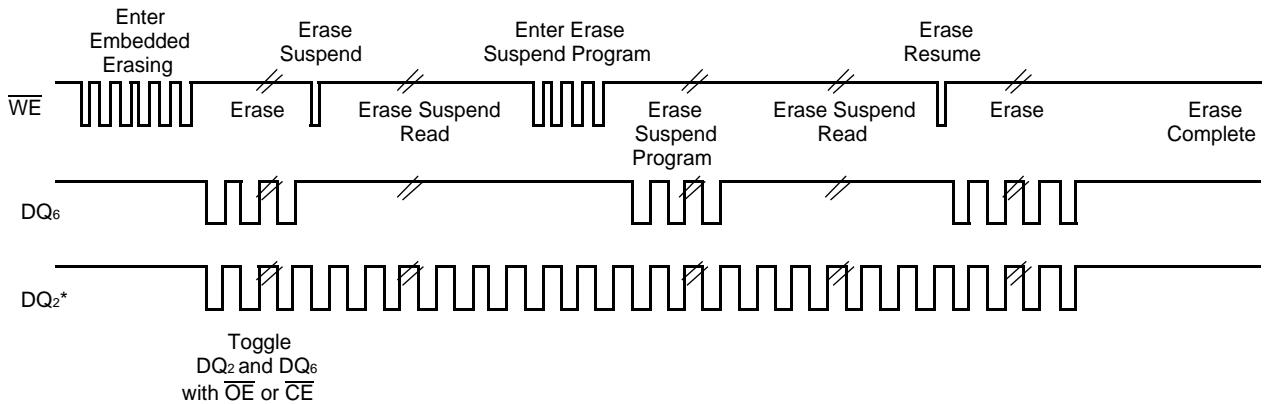 Enter
Embedded
Erasing
Erase
Suspend
Enter Erase
Suspend Program
Erase
Resume
WE
Erase
Erase Suspend
Read
Erase
Suspend
Program
Erase Suspend
Read
Erase
Erase
Complete
DQ6
DQ2*
Toggle
DQ2 and DQ6
with OE or CE